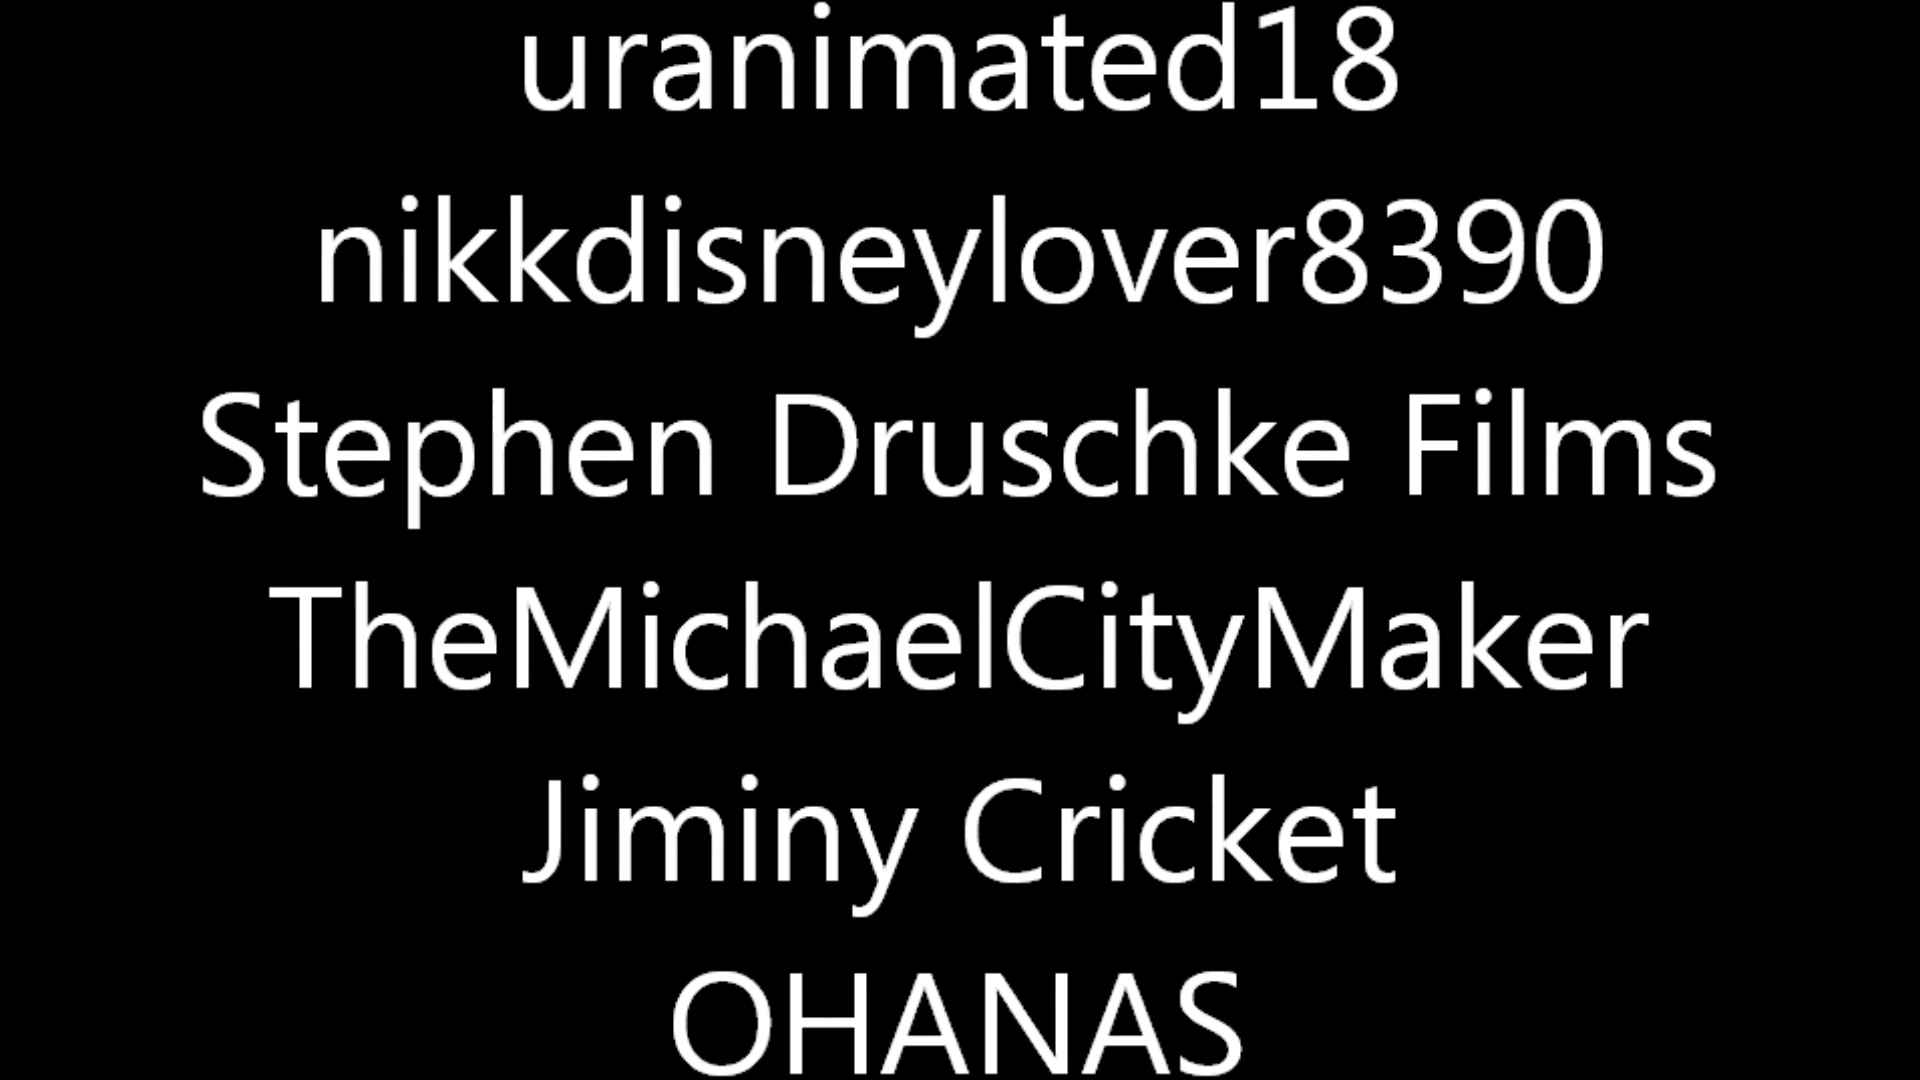 uranimated18
nikkdisneylover8390
Stephen Druschke Films
TheMichaelCityMaker
Jiminy Cricket
OHANAS